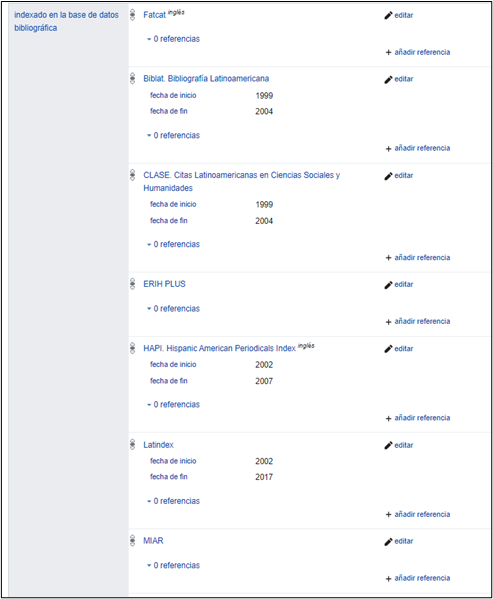 indexado en la base de datos
bibliográfica
Fatcat inglés
editar
0 referencias
+ añadir referencia
Biblat. Bibliografía Latinoamericana
editar
fecha de inicio 1999
fecha de fin 2004
0 referencias
+ añadir referencia
CLASE. Citas Latinoamericanas en Ciencias Sociales y
Humanidades
editar
fecha de inicio 1999
fecha de fin 2004
0 referencias
+ añadir referencia
ERIH PLUS
editar
0 referencias
+ añadir referencia
HAPI. Hispanic American Periodicals Index inglés
editar
fecha de inicio 2002
fecha de fin 2007
0 referencias
+ añadir referencia
Latindex
editar
fecha de inicio 2002
fecha de fin 2017
0 referencias
+ añadir referencia
MIAR
editar
0 referencias
+ añadir referencia